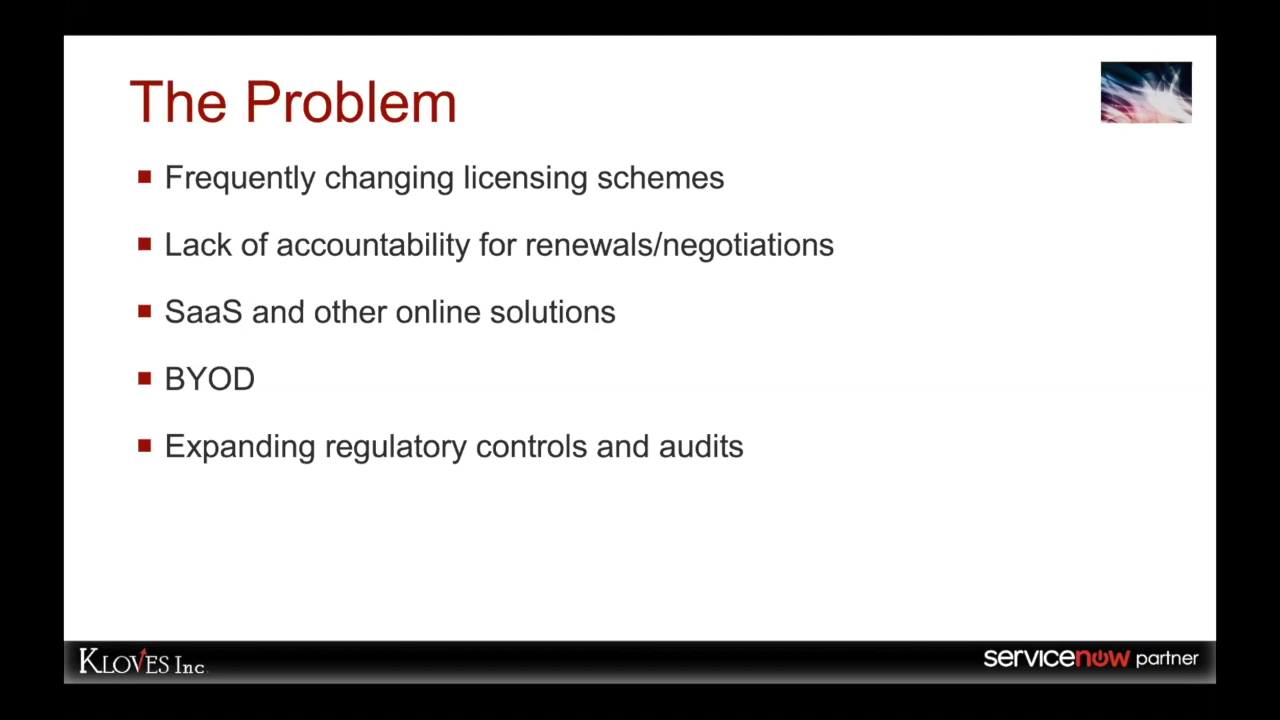 The Problem
Frequently changing licensing schemes
Lack of accountability for renewals/negotiations
SaaS and other online solutions
BYOD
Expanding regulatory controls and audits
KLOVES Inc.
servicenow partner